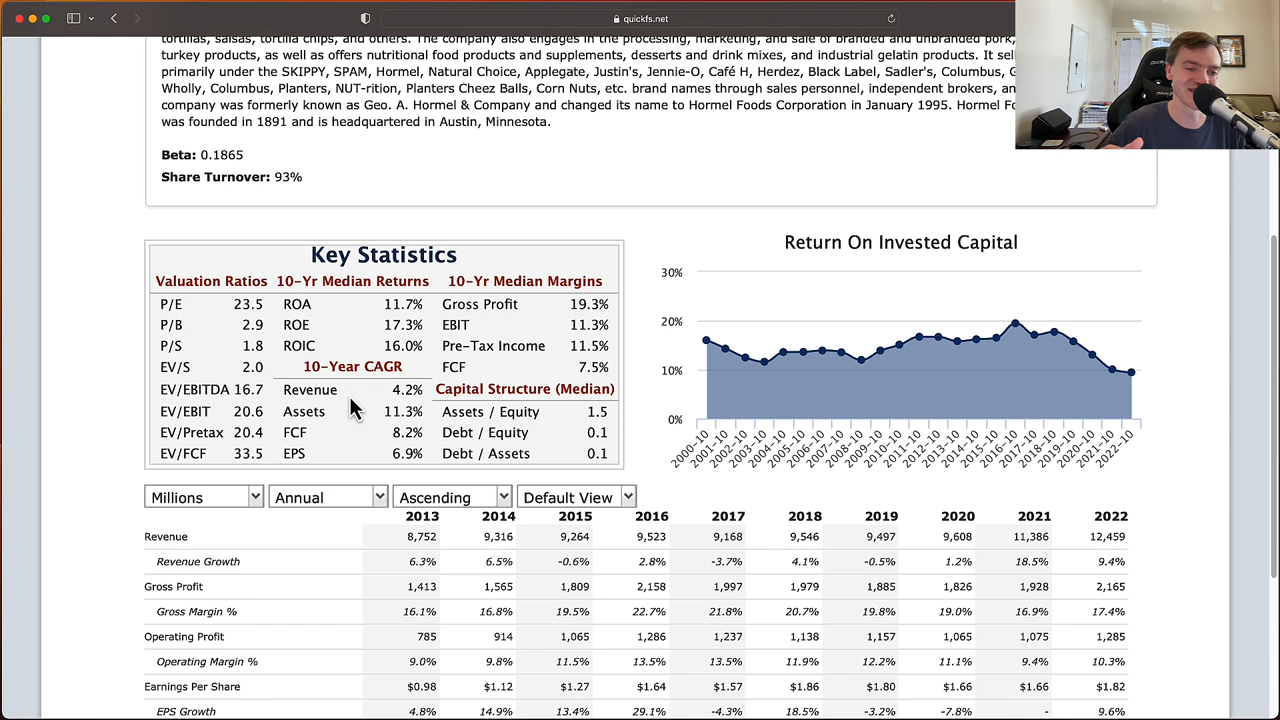 quickfs.net
tortillas, salsas, tortilla chips, and others. The company also engages in the processing, marketing, and sale of branded and unbranded pork,
turkey products, as well as offers nutritional food products and supplements, desserts and drink mixes, and industrial gelatin products. It sel
primarily under the SKIPPY, SPAM, Hormel, Natural Choice, Applegate, Justin's, Jennie-O, Café H, Herdez, Black Label, Sadler's, Columbus, G
Wholly, Columbus, Planters, NUT-rition, Planters Cheez Balls, Corn Nuts, etc. brand names through sales personnel, independent brokers, an
company was formerly known as Geo. A. Hormel & Company and changed its name to Hormel Foods Corporation in January 1995. Hormel Fo
was founded in 1891 and is headquartered in Austin, Minnesota.
Beta: 0.1865
Share Turnover: 93%
Key Statistics
Valuation Ratios 10-Yr Median Returns 10-Yr Median Margins
P/E 23.5 ROA 11.7% Gross Profit 19.3%
P/B 2.9 ROE 17.3% EBIT 11.3%
P/S 1.8 ROIC 16.0% Pre-Tax Income 11.5%
EV/S 2.0 10-Year CAGR FCF 7.5%
EV/EBITDA 16.7 Revenue 4.2% Capital Structure (Median)
EV/EBIT 20.6 Assets 11.3% Assets / Equity 1.5
EV/Pretax 20.4 FCF 8.2% Debt / Equity 0.1
EV/FCF 33.5 EPS 6.9% Debt / Assets 0.1
Return On Invested Capital
30%
20%
10%
0%
2000-10 2001-10 2002-10 2003-10 2004-10 2005-10 2006-10 2007-10 2008-10 2009-10 2010-10 2011-10 2012-10 2013-10 2014-10 2015-10 2016-10 2017-10 2018-10 2019-10 2020-10 2021-10 2022-10
Millions Annual Ascending Default View
2013 2014 2015 2016 2017 2018 2019 2020 2021 2022
Revenue 8,752 9,316 9,264 9,523 9,168 9,546 9,497 9,608 11,386 12,459
Revenue Growth 6.3% 6.5% -0.6% 2.8% -3.7% 4.1% -0.5% 1.2% 18.5% 9.4%
Gross Profit 1,413 1,565 1,809 2,158 1,997 1,979 1,885 1,826 1,928 2,165
Gross Margin % 16.1% 16.8% 19.5% 22.7% 21.8% 20.7% 19.8% 19.0% 16.9% 17.4%
Operating Profit 785 914 1,065 1,286 1,237 1,138 1,157 1,065 1,075 1,285
Operating Margin % 9.0% 9.8% 11.5% 13.5% 13.5% 11.9% 12.2% 11.1% 9.4% 10.3%
Earnings Per Share $0.98 $1.12 $1.27 $1.64 $1.57 $1.86 $1.80 $1.66 $1.66 $1.82
EPS Growth 4.8% 14.9% 13.4% 29.1% -4.3% 18.5% -3.2% -7.8% - 9.6%